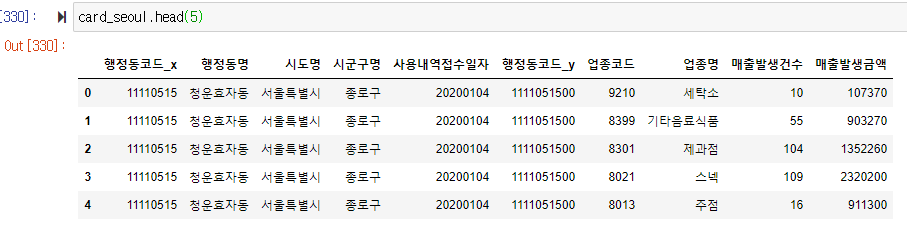 [330]: card_seoul.head(5)
Out [330]:
행정동코드_x 행정동명 시도명 시군구명 사용내역접수일자 행정동코드_y 업종코드 업종명 매출발생건수 매출발생금액
0 11110515 청운효자동 서울특별시 종로구 20200104 1111051500 9210 세탁소 10 107370
1 11110515 청운효자동 서울특별시 종로구 20200104 1111051500 8399 기타음료식품 55 903270
2 11110515 청운효자동 서울특별시 종로구 20200104 1111051500 8301 제과점 104 1352260
3 11110515 청운효자동 서울특별시 종로구 20200104 1111051500 8021 스넥 109 2320200
4 11110515 청운효자동 서울특별시 종로구 20200104 1111051500 8013 주점 16 911300